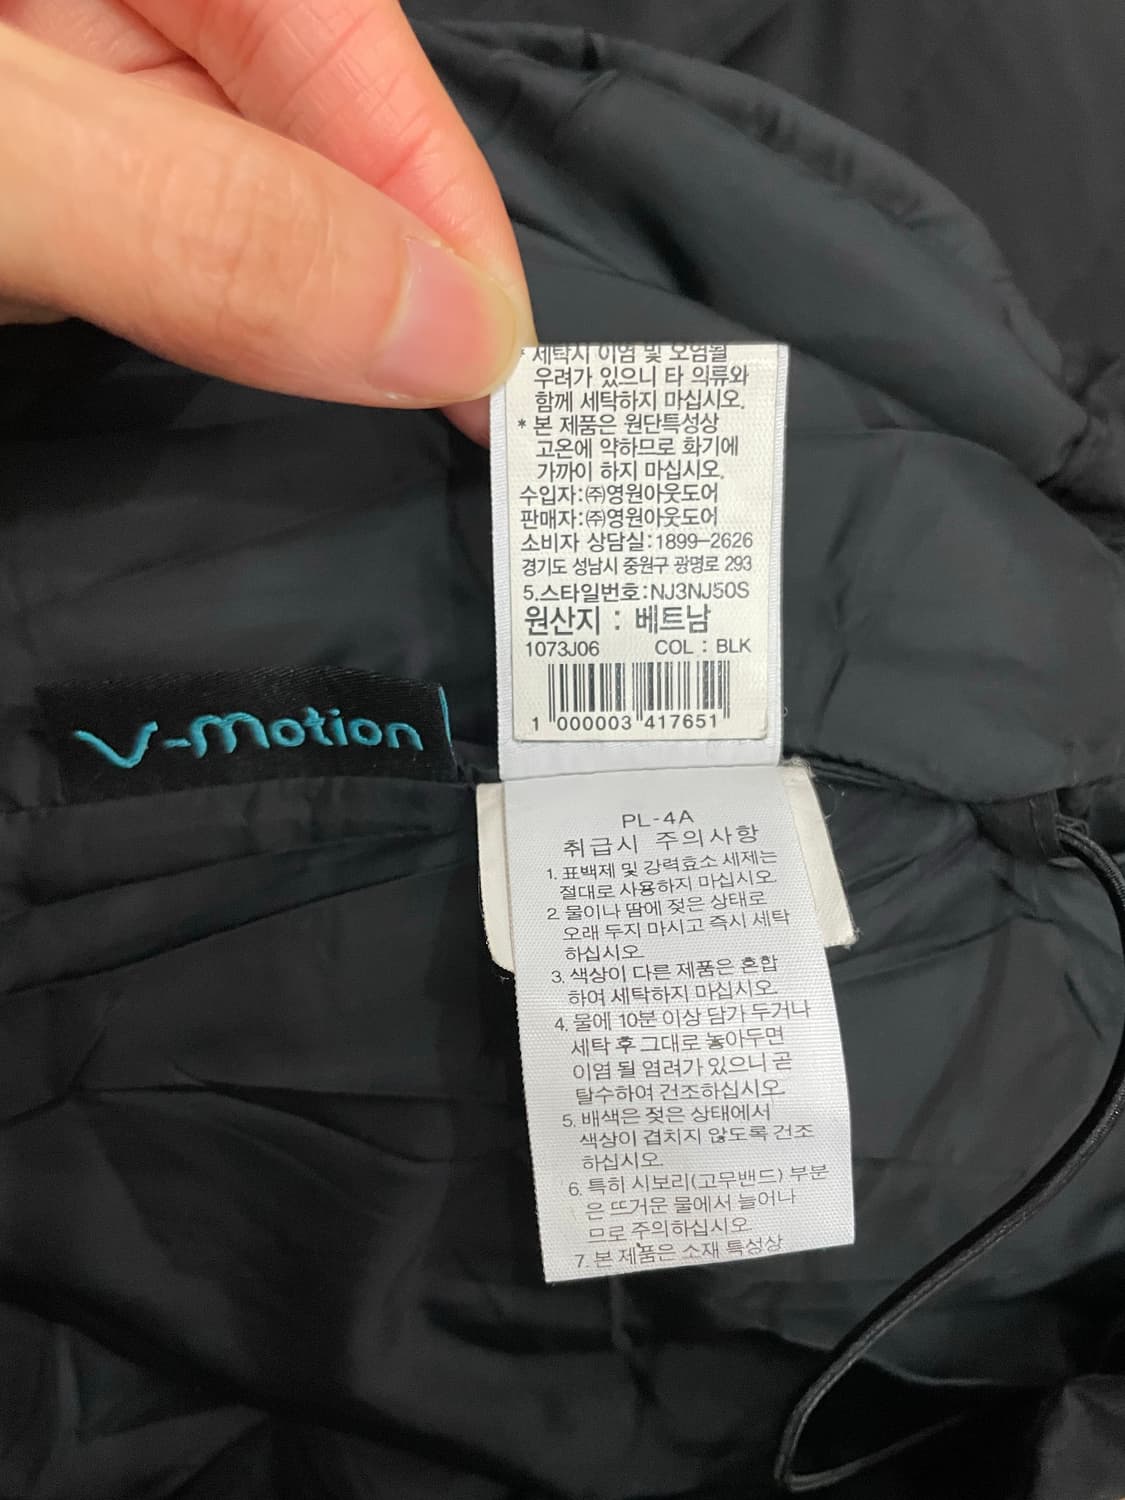 * 세탁시 이염 및 오염될
우려가 있으니 타 의류와
함께 세탁하지 마십시오.
* 본 제품은 원단특성상
고온에 약하므로 화기에
가까이 하지 마십시오.
수입자:㈜영원아웃도어
판매자:㈜영원아웃도어
소비자 상담실:1899-2626
경기도 성남시 중원구 광명로 293
5.스타일번호:NJ3NJ50S
원산지 : 베트남
1073J06 COL : BLK
1 000003 417651
V-Motion
PL-4A
취급시 주의사항
1. 표백제 및 강력효소 세제는
절대로 사용하지 마십시오.
2. 물이나 땀에 젖은 상태로
오래 두지 마시고 즉시 세탁
하십시오.
3. 색상이 다른 제품은 혼합
하여 세탁하지 마십시오.
4. 물에 10분 이상 담가 두거나
세탁 후 그대로 놓아두면
이염 될 염려가 있으니 곧
탈수하여 건조하십시오.
5. 배색은 젖은 상태에서
색상이 겹치지 않도록 건조
하십시오.
6. 특히 시보리(고무밴드) 부분
은 뜨거운 물에서 늘어나
므로 주의하십시오.
7. 본 제품은 소재 특성상